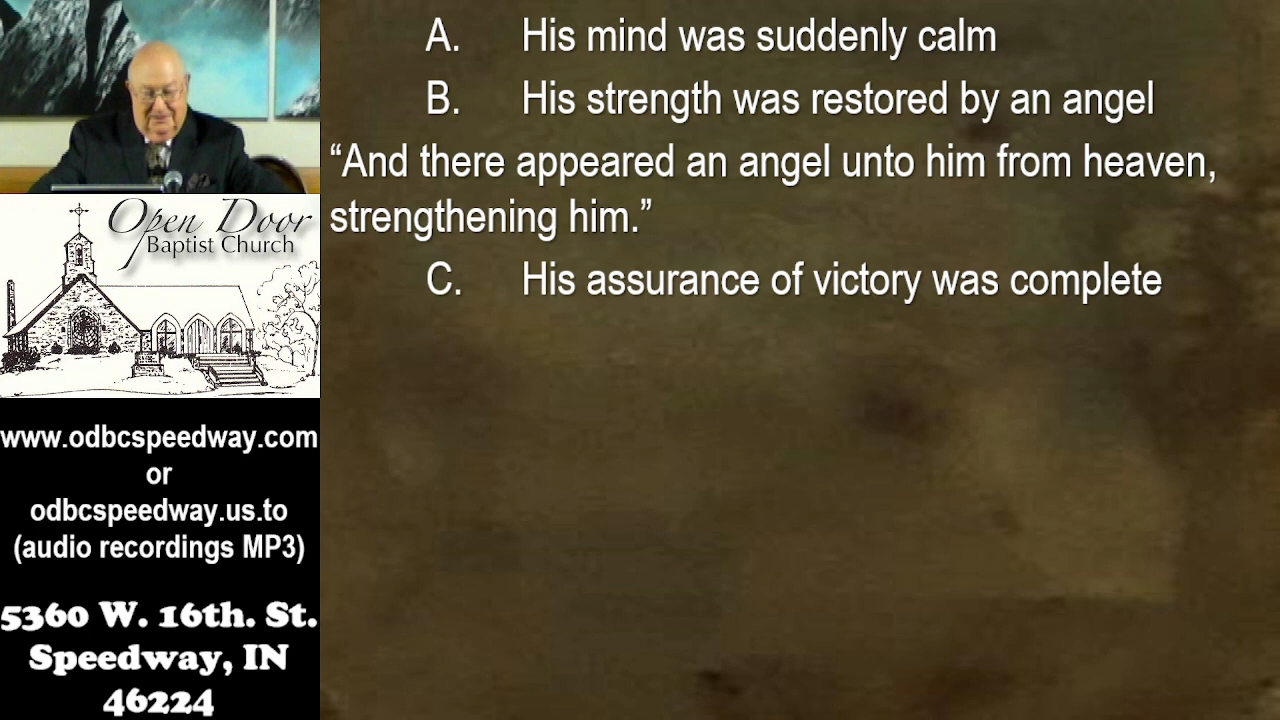 A. His mind was suddenly calm
B. His strength was restored by an angel
“And there appeared an angel unto him from heaven,
strengthening him.”
C. His assurance of victory was complete
Open Door
Baptist Church
www.odbcspeedway.com
or
odbcspeedway.us.to
(audio recordings MP3)
5360 W. 16th. St.
Speedway, IN
46224